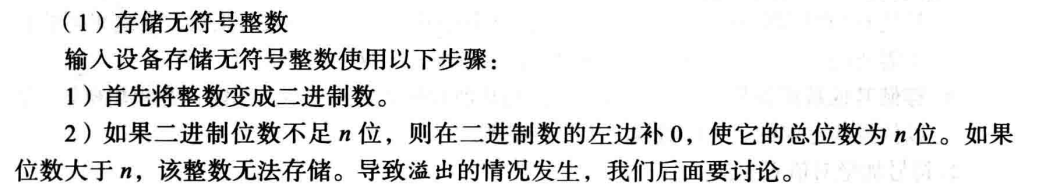 （1）存储无符号整数
输入设备存储无符号整数使用以下步骤：
1）首先将整数变成二进制数。
2）如果二进制位数不足 n 位，则在二进制数的左边补 0，使它的总位数为 n 位。如果
位数大于 n，该整数无法存储。导致溢出的情况发生，我们后面要讨论。